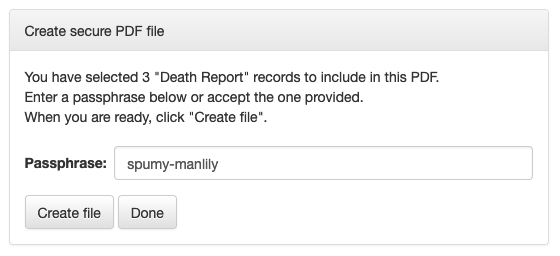 Create secure PDF file
You have selected 3 "Death Report" records to include in this PDF.
Enter a passphrase below or accept the one provided.
When you are ready, click "Create file".
Passphrase: spumy-manlily
Create file Done